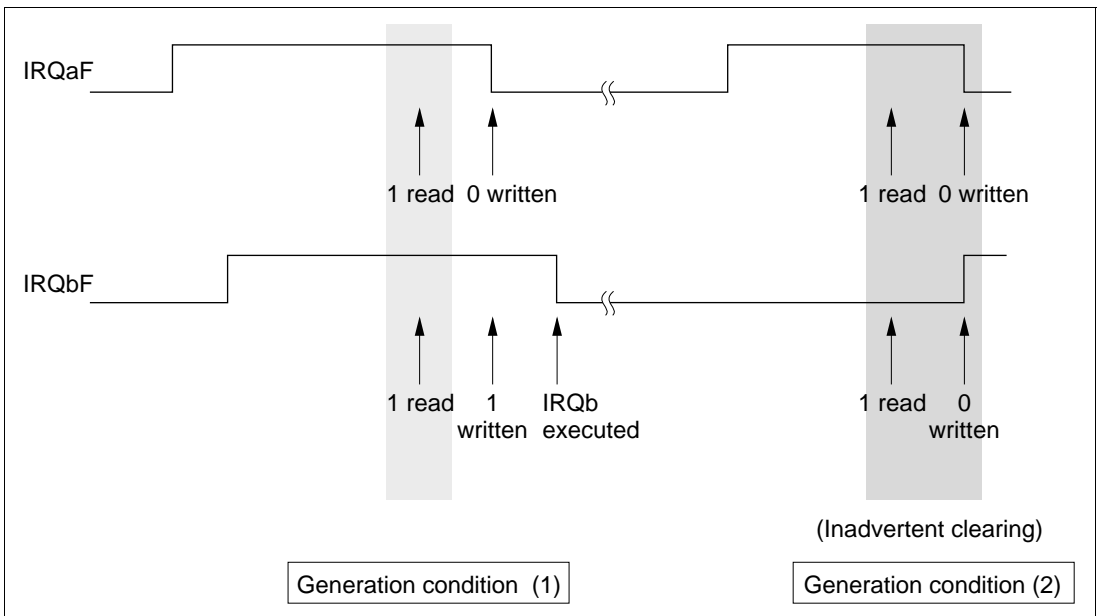 IRQaF
1 read 0 written
1 read 0 written
IRQbF
1 read
1
written
IRQb
executed
1 read
0
written
(Inadvertent clearing)
Generation condition (1)
Generation condition (2)